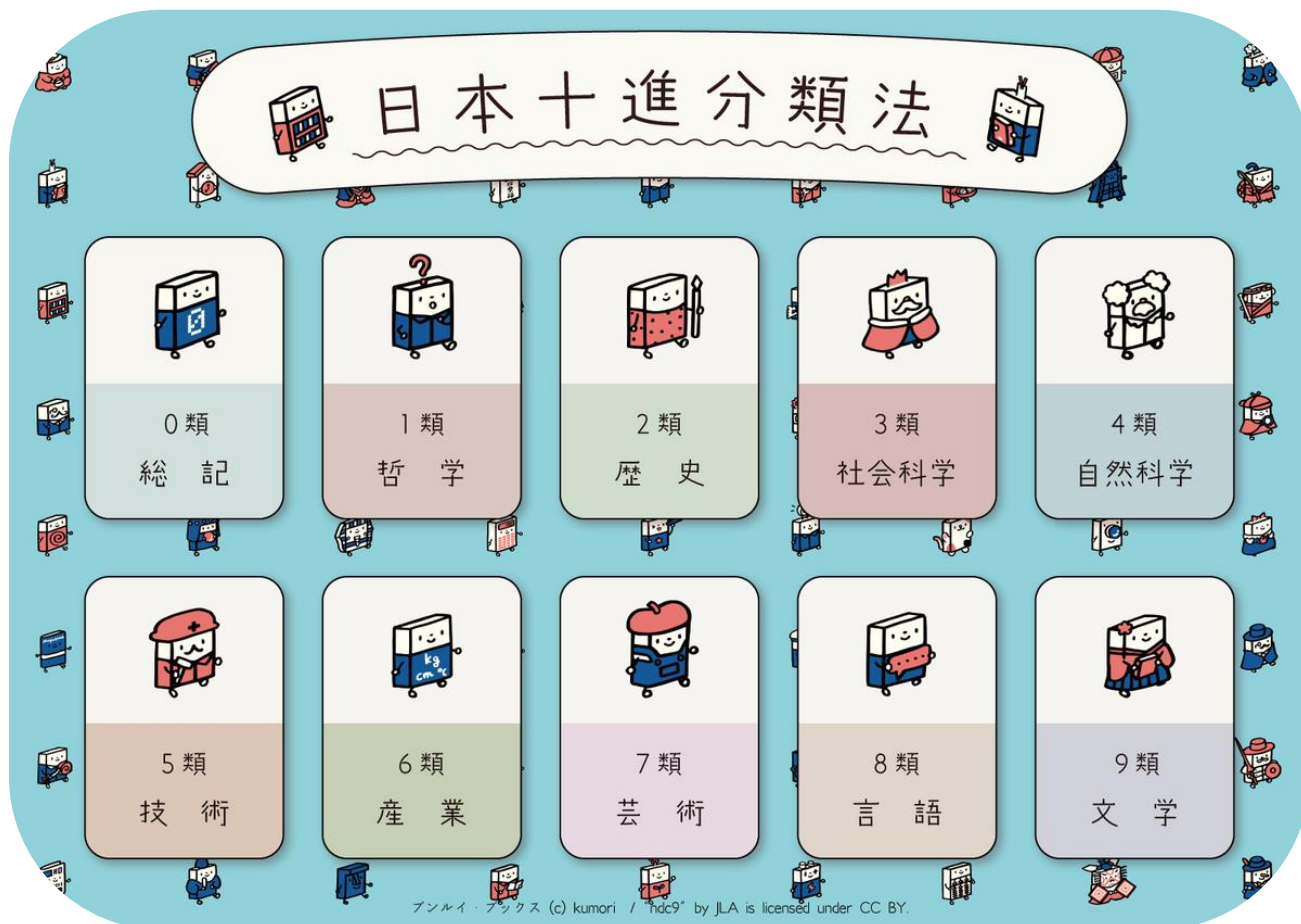 日本十進分類法
0類
総記
1類
哲学
2類
歴史
3類
社会科学
4類
自然科学
5類
技術
6類
kg
cm ℃
産業
7類
芸術
8類
言語
9類
文学
ブンルイ・ブックス (c) kumori / "ndc9" by JLA is licensed under CC BY.